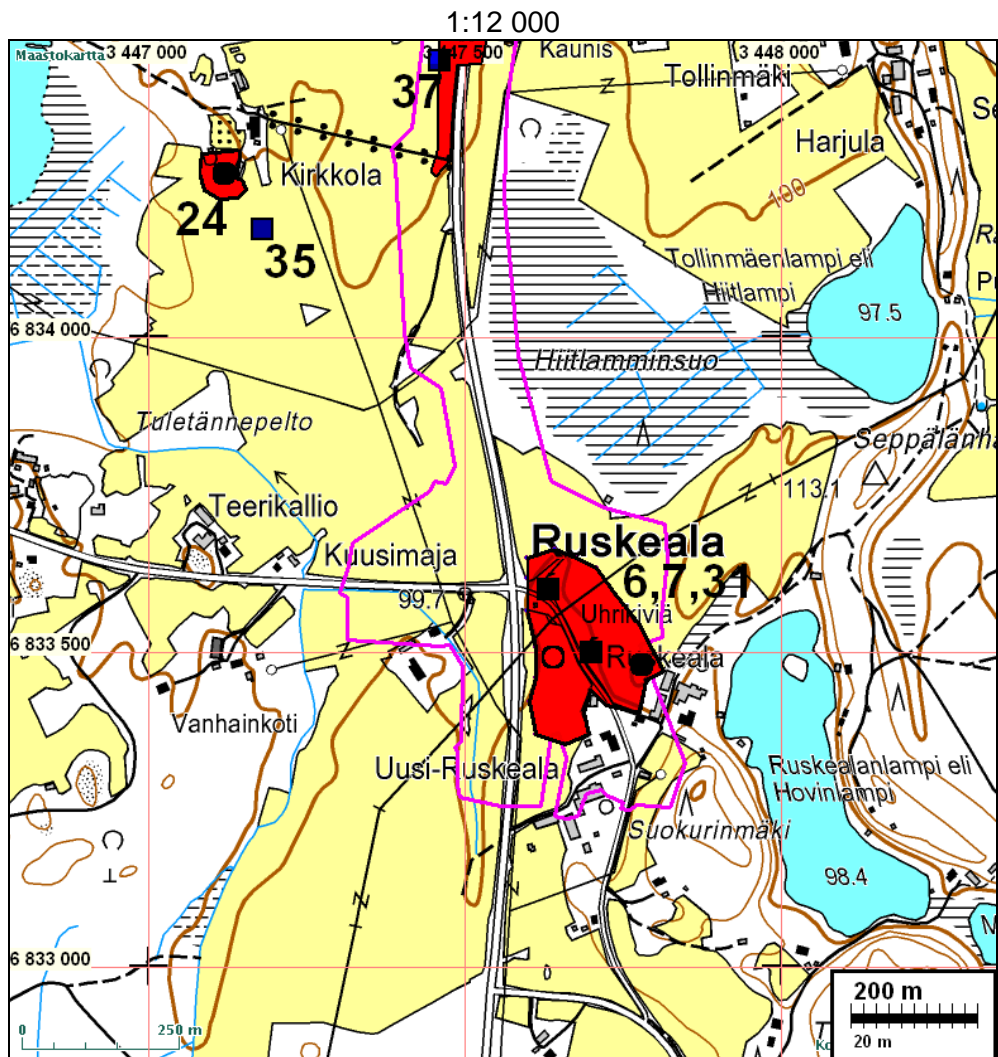 1:12 000
Maastokartta
3 447 000
3 447 500
Kaunis
3 448 000
Tollinmäki
37
Harjula
Kirkkola
100
24
35
Tollinmäenlampi eli
Hiitlampi
97.5
6 834 000
Hiitlamminsuo
Tuletännepelto
Seppälänha
113.1
Teerikallio
Kuusimaja
Ruskeala
6,7,31
99.7
Uhrikiviä
6 833 500
Ruskeala
Vanhainkoti
Uusi-Ruskeala
Ruskealanlampi eli
Hovinlampi
Suokurinmäki
98.4
6 833 000
200 m
20 m
0
250 m